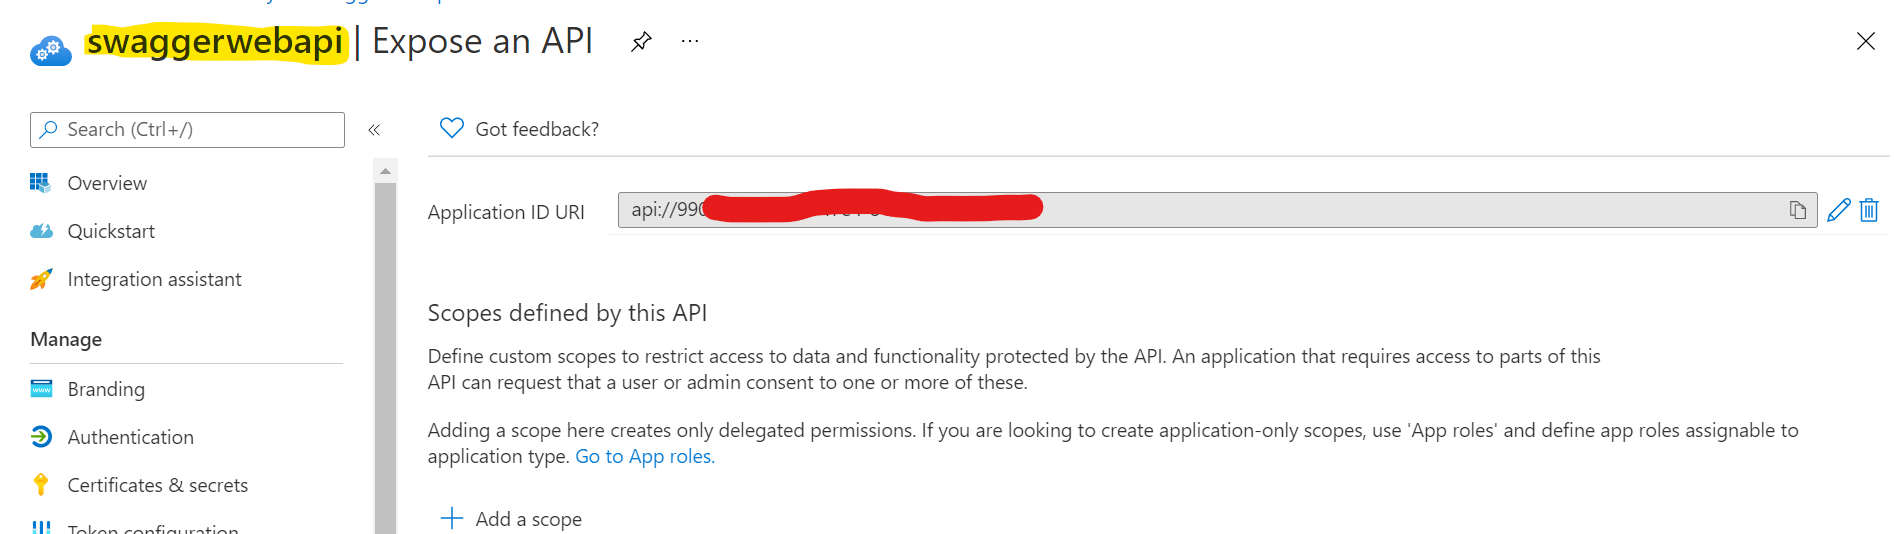 swaggerwebapi | Expose an API ...
Search (Ctrl+/)
«
Got feedback?
Overview
Application ID URI
api://990
Quickstart
Integration assistant
Scopes defined by this API
Manage
Define custom scopes to restrict access to data and functionality protected by the API. An application that requires access to parts of this
API can request that a user or admin consent to one or more of these.
Branding
Authentication
Adding a scope here creates only delegated permissions. If you are looking to create application-only scopes, use 'App roles' and define app roles assignable to
application type. Go to App roles.
Certificates & secrets
Add a scope
Token configuration